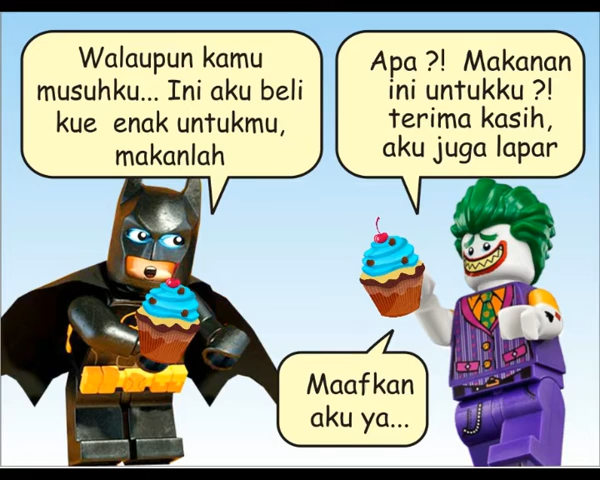 Walaupun kamu
musuhku... Ini aku beli
kue enak untukmu,
makanlah
Apa ?! Makanan
ini untukku ?!
terima kasih,
aku juga lapar
Maafkan
aku ya...